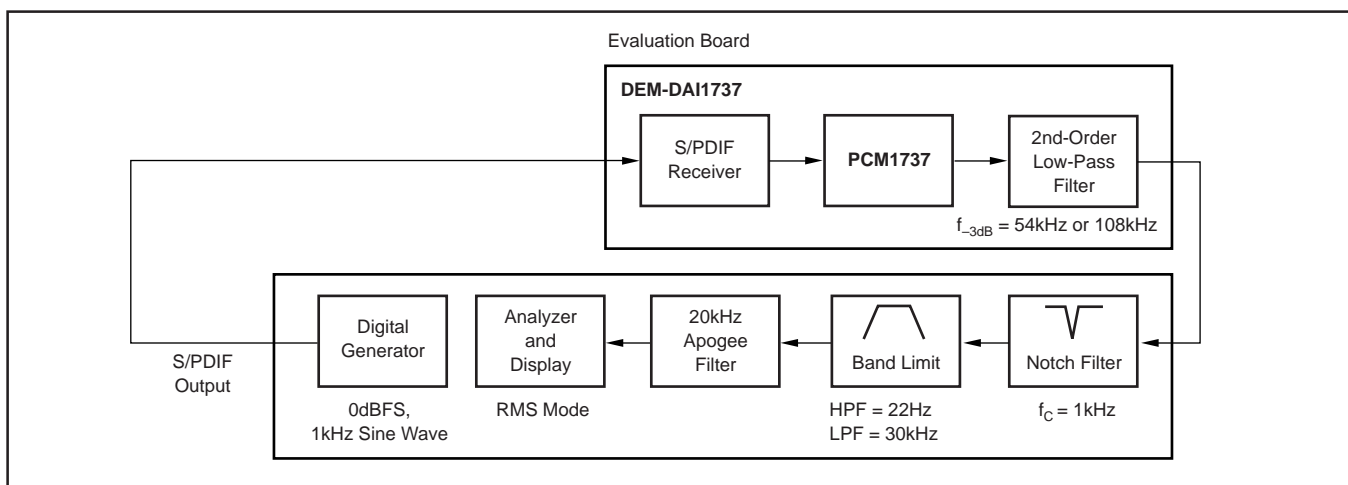 Evaluation Board
DEM-DAI1737
S/PDIF
Receiver
PCM1737
2nd-Order
Low-Pass
Filter
f–3dB = 54kHz or 108kHz
S/PDIF
Output
Digital
Generator
0dBFS,
1kHz Sine Wave
Analyzer
and
Display
RMS Mode
20kHz
Apogee
Filter
Band Limit
HPF = 22Hz
LPF = 30kHz
Notch Filter
fC = 1kHz